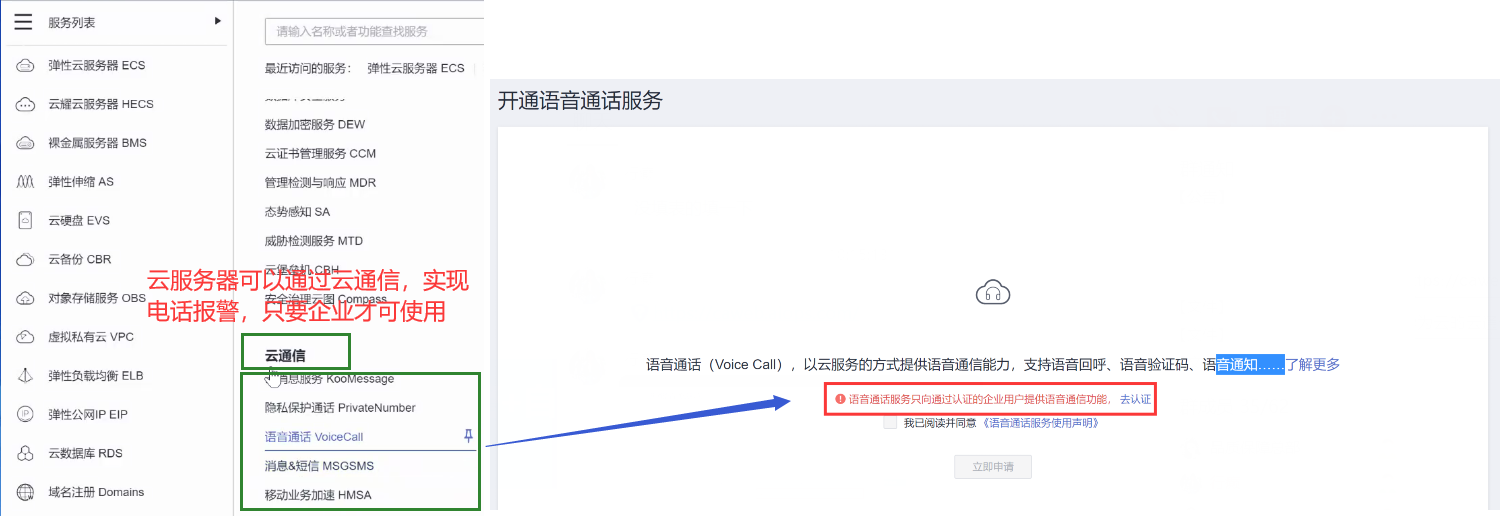 服务列表
弹性云服务器 ECS
云耀云服务器 HECS
裸金属服务器 BMS
弹性伸缩 AS
云硬盘 EVS
云备份 CBR
对象存储服务 OBS
虚拟私有云 VPC
弹性负载均衡 ELB
弹性公网IP EIP
云数据库 RDS
域名注册 Domains
请输入名称或者功能查找服务
最近访问的服务： 弹性云服务器 ECS
数据加密服务 DEW
云证书管理服务 CCM
管理检测与响应 MDR
态势感知 SA
威胁检测服务 MTD
云堡垒机 CBH
安全治理云图 Compass
云服务器可以通过云通信，实现
电话报警，只要企业才可使用
云通信
消息服务 KooMessage
隐私保护通话 PrivateNumber
语音通话 VoiceCall
消息&短信 MSGSMS
移动业务加速 HMSA
开通语音通话服务
语音通话（Voice Call），以云服务的方式提供语音通信能力，支持语音回呼、语音验证码、语音通知……了解更多
语音通话服务只向通过认证的企业用户提供语音通信功能， 去认证
我已阅读并同意 《语音通话服务使用声明》
立即申请